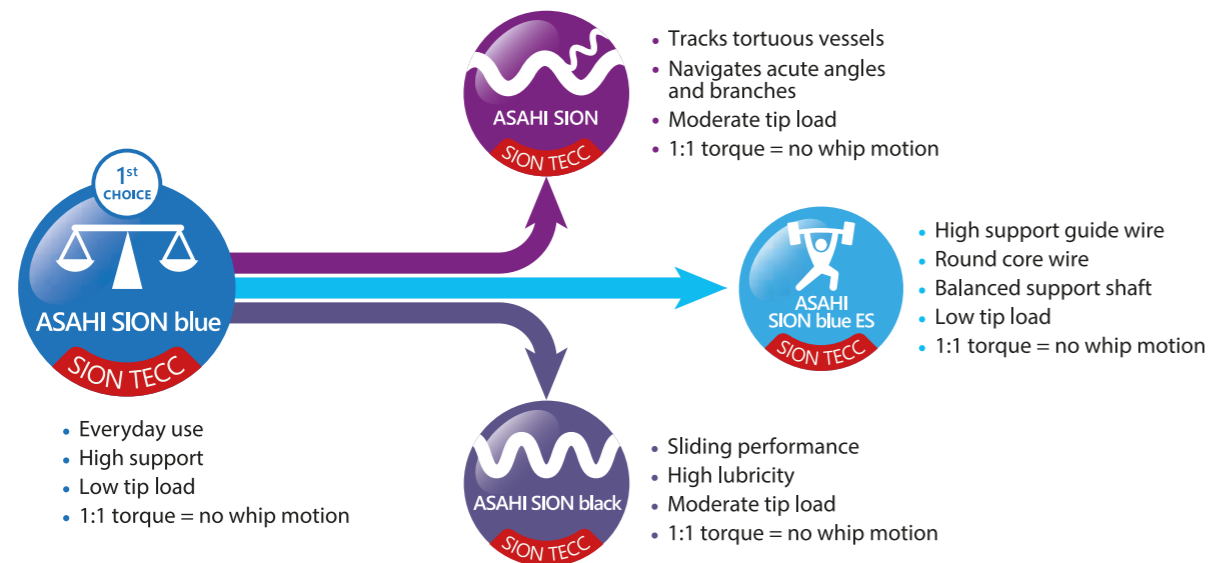 1st
CHOICE
ASAHI SION blue
SION TECC
• Everyday use
• High support
• Low tip load
• 1:1 torque = no whip motion
ASAHI SION
SION TECC
• Tracks tortuous vessels
• Navigates acute angles
and branches
• Moderate tip load
• 1:1 torque = no whip motion
ASAHI
SION blue ES
SION TECC
• High support guide wire
• Round core wire
• Balanced support shaft
• Low tip load
• 1:1 torque = no whip motion
ASAHI SION black
SION TECC
• Sliding performance
• High lubricity
• Moderate tip load
• 1:1 torque = no whip motion